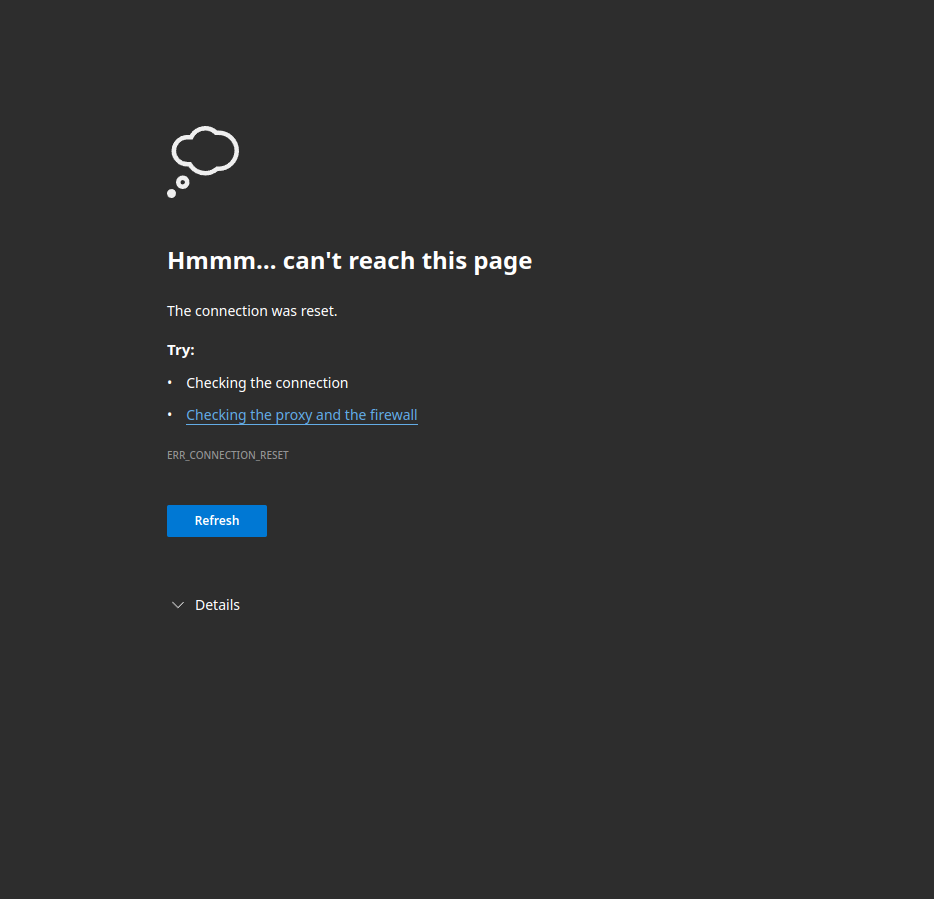 Hmmm... can't reach this page
The connection was reset.
Try:
• Checking the connection
• Checking the proxy and the firewall
ERR_CONNECTION_RESET
Refresh
Details